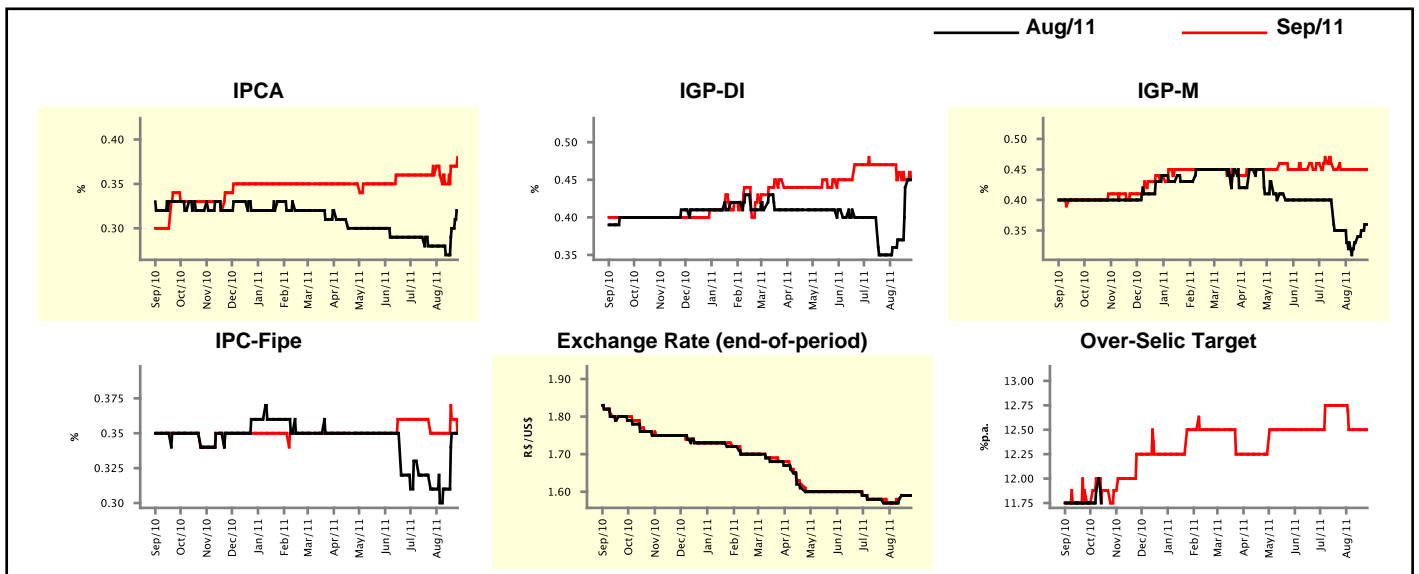 Aug/11 Sep/11
IPCA
0.40
0.35
0.30
%
Sep/10 Oct/10 Nov/10 Dec/10 Jan/11 Feb/11 Mar/11 Apr/11 May/11 Jun/11 Jul/11 Aug/11
IGP-DI
0.50
0.45
0.40
0.35
%
Sep/10 Oct/10 Nov/10 Dec/10 Jan/11 Feb/11 Mar/11 Apr/11 May/11 Jun/11 Jul/11 Aug/11
IGP-M
0.50
0.45
0.40
0.35
%
Sep/10 Oct/10 Nov/10 Dec/10 Jan/11 Feb/11 Mar/11 Apr/11 May/11 Jun/11 Jul/11 Aug/11
IPC-Fipe
0.375
0.35
0.325
0.30
%
Sep/10 Oct/10 Nov/10 Dec/10 Jan/11 Feb/11 Mar/11 Apr/11 May/11 Jun/11 Jul/11 Aug/11
Exchange Rate (end-of-period)
1.90
1.80
1.70
1.60
R$/US$
Sep/10 Oct/10 Nov/10 Dec/10 Jan/11 Feb/11 Mar/11 Apr/11 May/11 Jun/11 Jul/11 Aug/11
Over-Selic Target
13.00
12.75
12.50
12.25
12.00
11.75
%p.a.
Sep/10 Oct/10 Nov/10 Dec/10 Jan/11 Feb/11 Mar/11 Apr/11 May/11 Jun/11 Jul/11 Aug/11